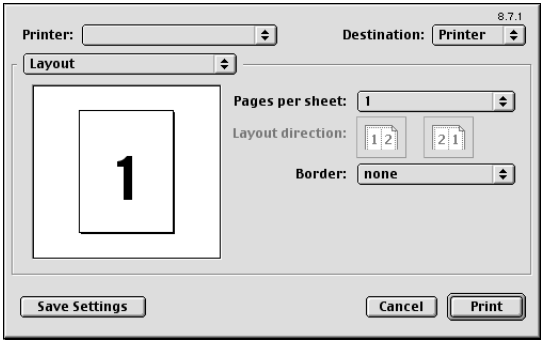 8.7.1
Printer: Destination: Printer
Layout
Pages per sheet: 1
Layout direction: 1 2 2 1
1
Border: none
Save Settings Cancel Print